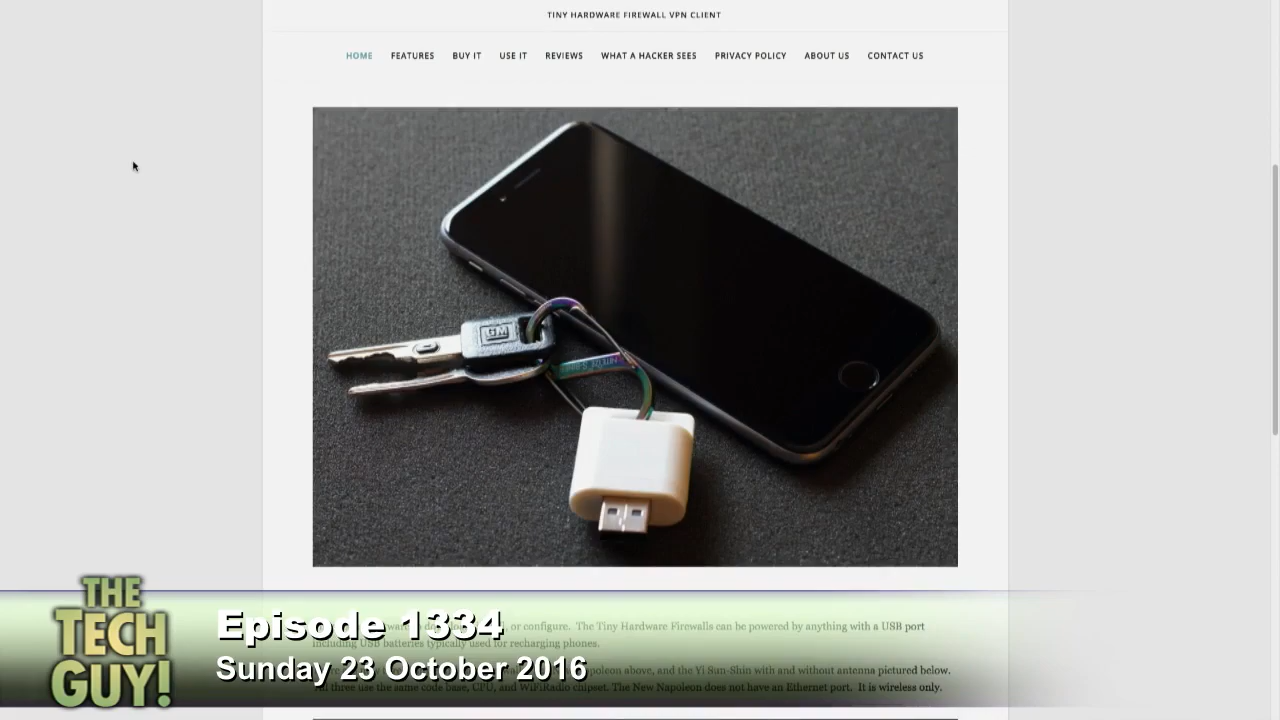 TINY HARDWARE FIREWALL VPN CLIENT
HOME FEATURES BUY IT USE IT REVIEWS WHAT A HACKER SEES PRIVACY POLICY ABOUT US CONTACT US
GM
, or configure. The Tiny Hardware Firewalls can be powered by anything with a USB port
including USB batteries typically used for recharging phones.
above, and the Yi Sun-Shin with and without antenna pictured below.
three use the same code base, CPU, and WiFiRadio chipset. The New Napoleon does not have an Ethernet port. It is wireless only.
THE
TECH
GUY!
Episode 1334
Sunday 23 October 2016